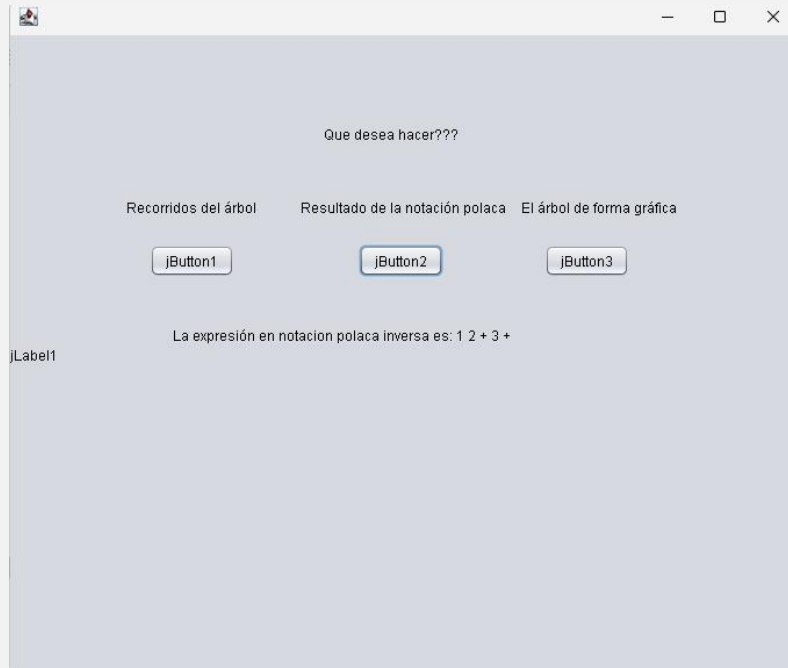 Que desea hacer???
Recorridos del árbol Resultado de la notación polaca El árbol de forma gráfica
jButton1 jButton2 jButton3
La expresión en notacion polaca inversa es: 1 2 + 3 +
jLabel1